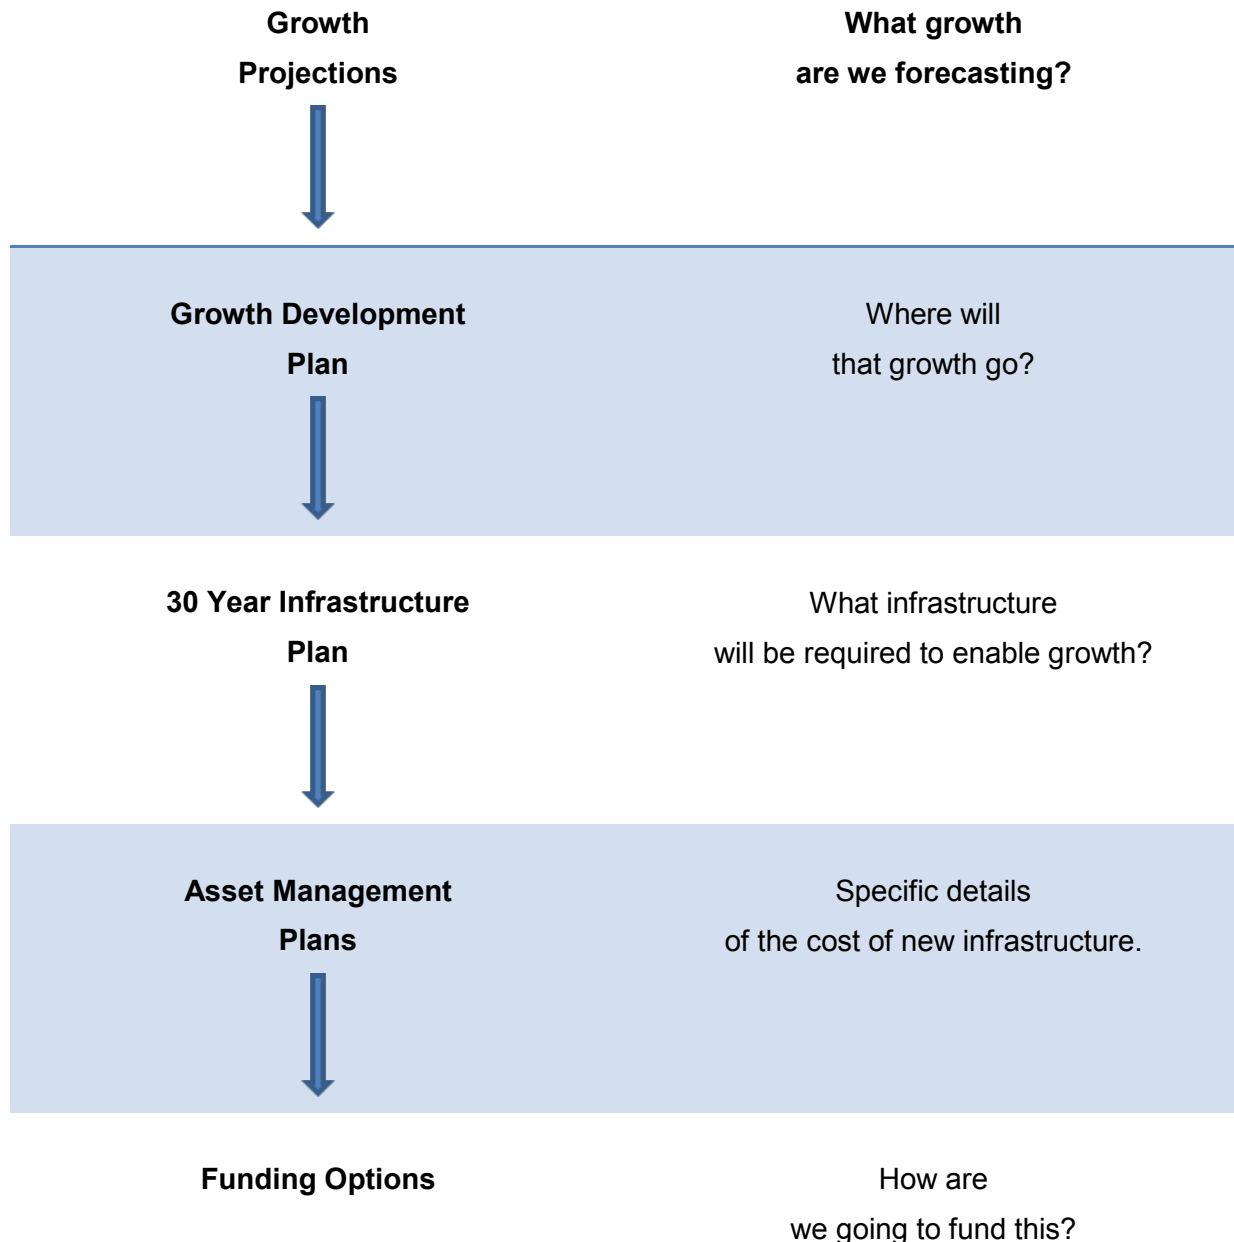 Growth
Projections
What growth
are we forecasting?
Growth Development
Plan
Where will
that growth go?
30 Year Infrastructure
Plan
What infrastructure
will be required to enable growth?
Asset Management
Plans
Specific details
of the cost of new infrastructure.
Funding Options
How are
we going to fund this?